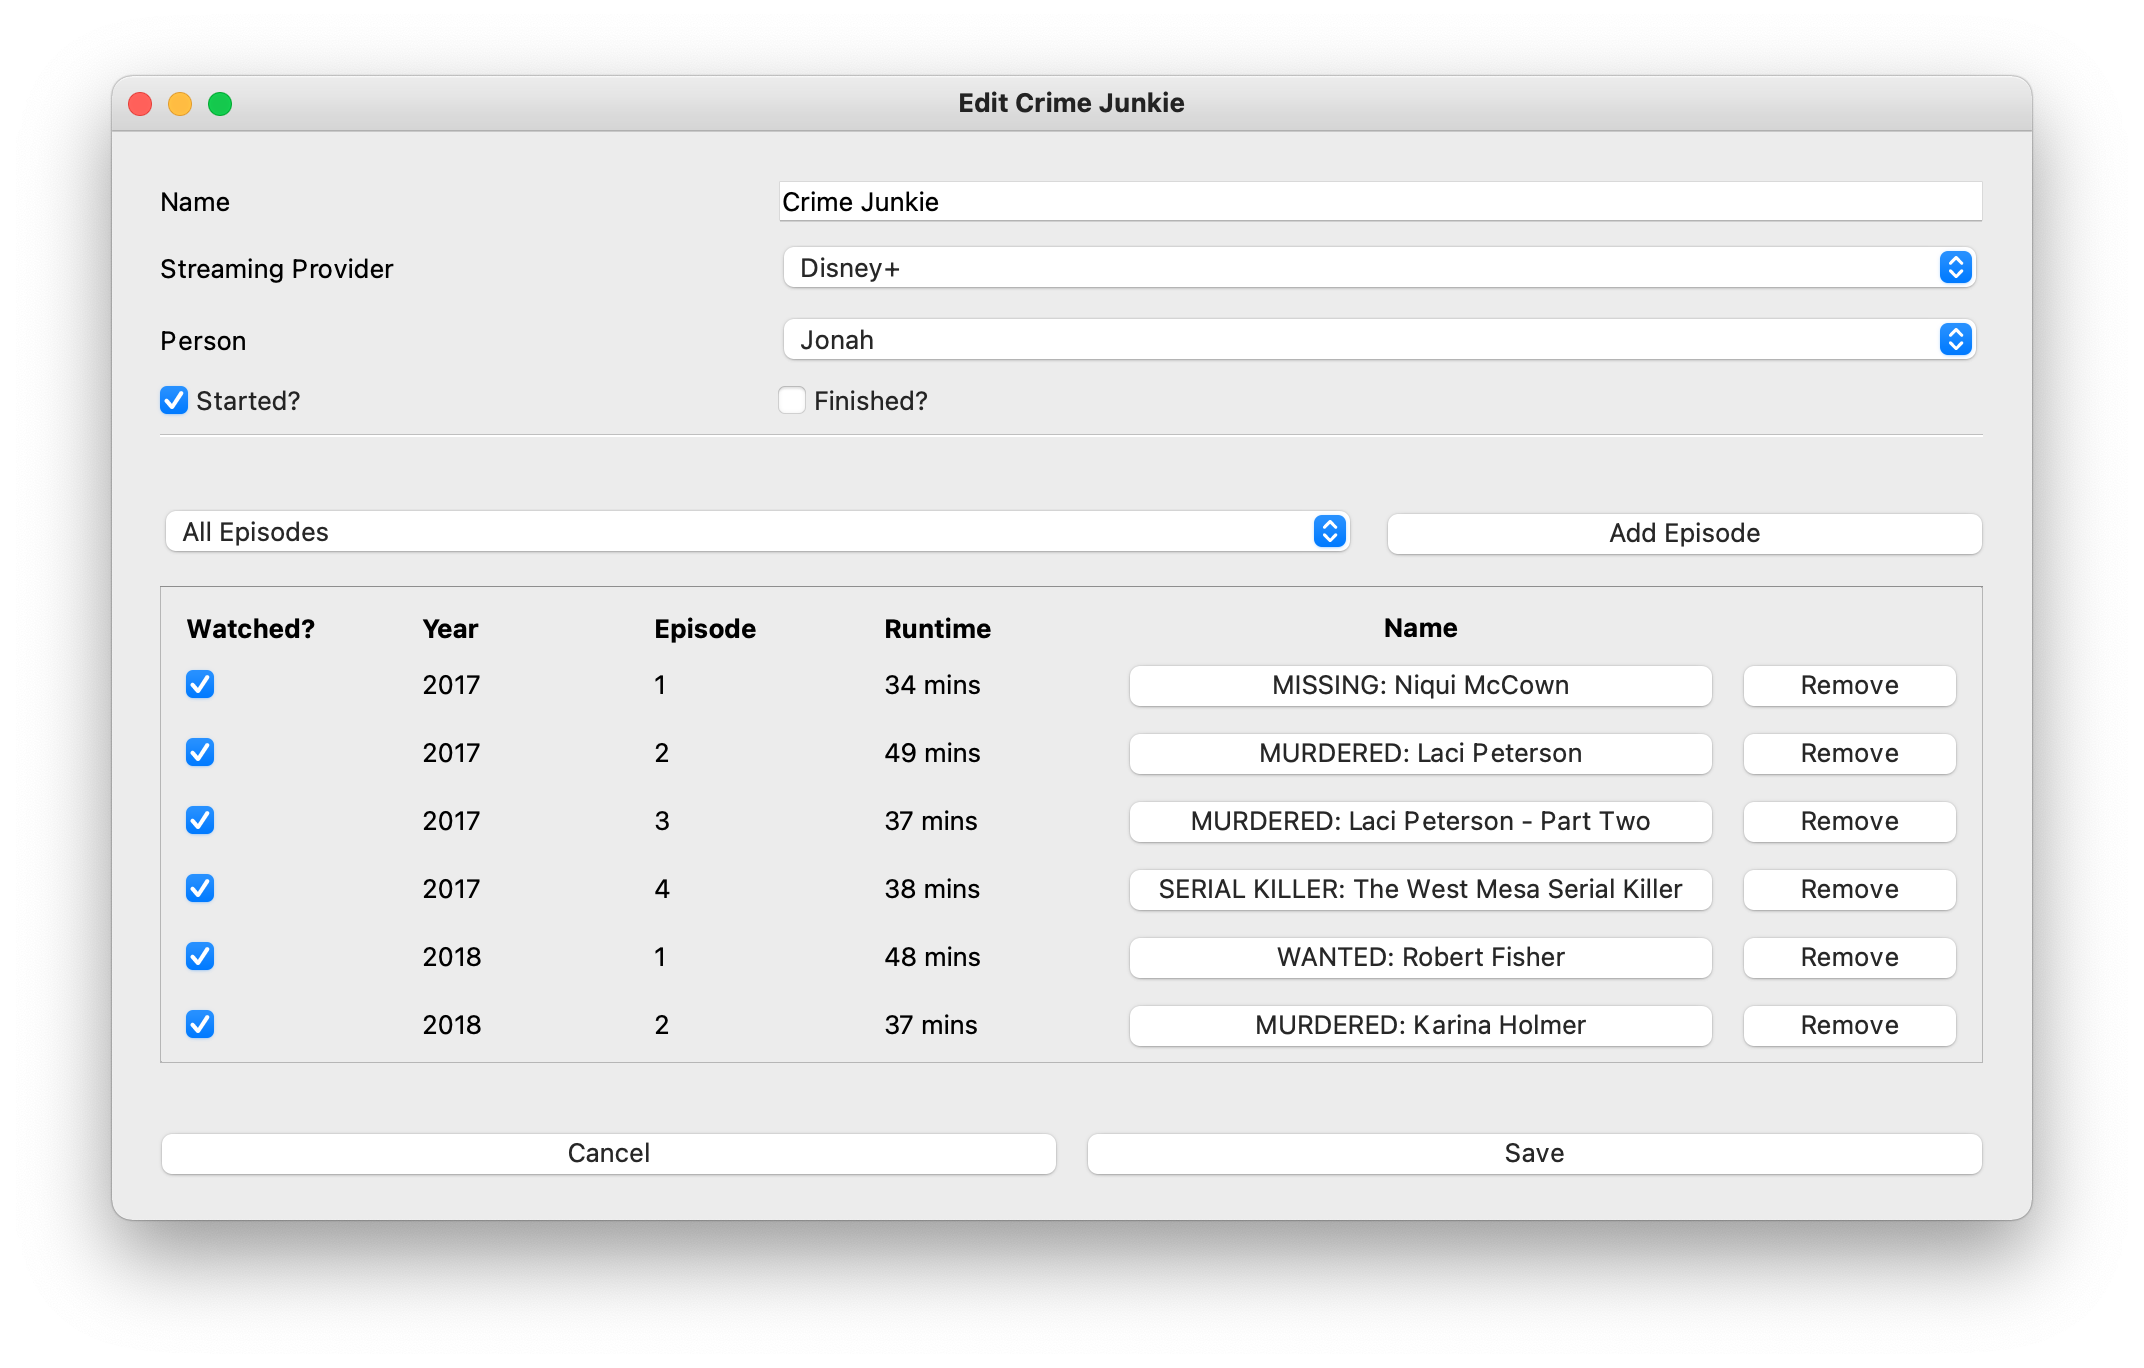 Edit Crime Junkie
Name Crime Junkie
Streaming Provider Disney+
Person Jonah
Started? Finished?
All Episodes Add Episode
Watched? Year Episode Runtime Name
2017 1 34 mins MISSING: Niqui McCown Remove
2017 2 49 mins MURDERED: Laci Peterson Remove
2017 3 37 mins MURDERED: Laci Peterson - Part Two Remove
2017 4 38 mins SERIAL KILLER: The West Mesa Serial Killer Remove
2018 1 48 mins WANTED: Robert Fisher Remove
2018 2 37 mins MURDERED: Karina Holmer Remove
Cancel Save